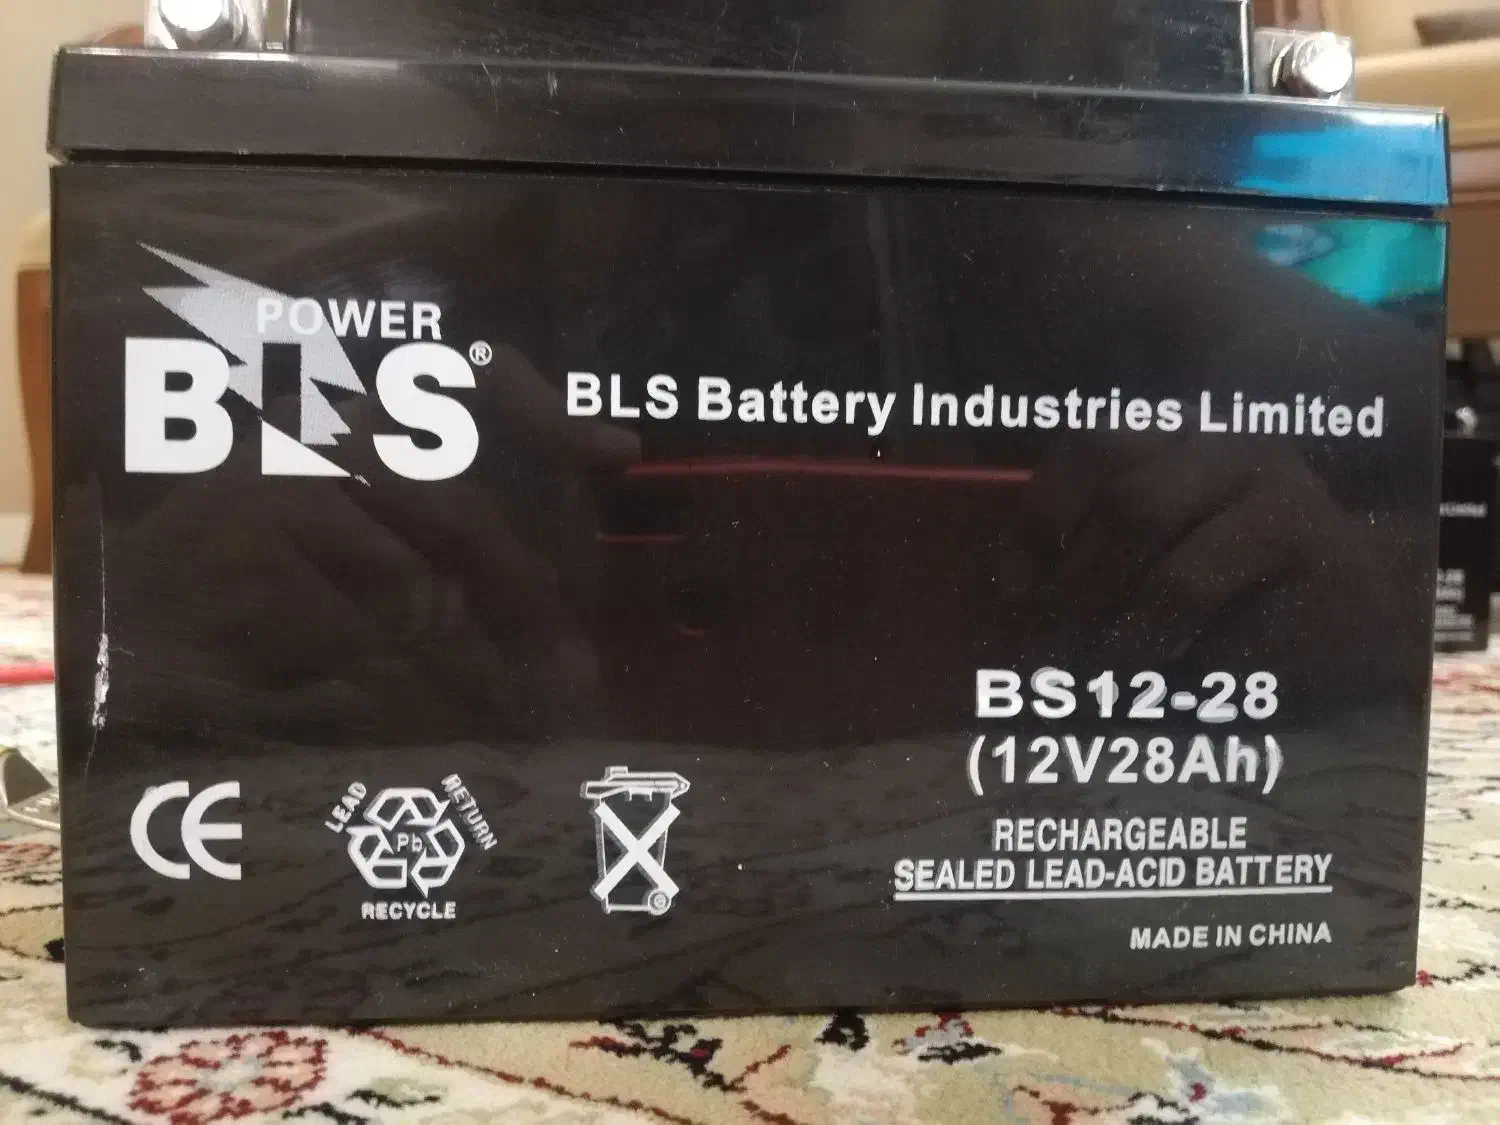 POWER
BLS®
BLS Battery Industries Limited
BS12-28
(12V28Ah)
RECHARGEABLE
SEALED LEAD-ACID BATTERY
MADE IN CHINA
CE
LEAD
RETURN
Pb
RECYCLE